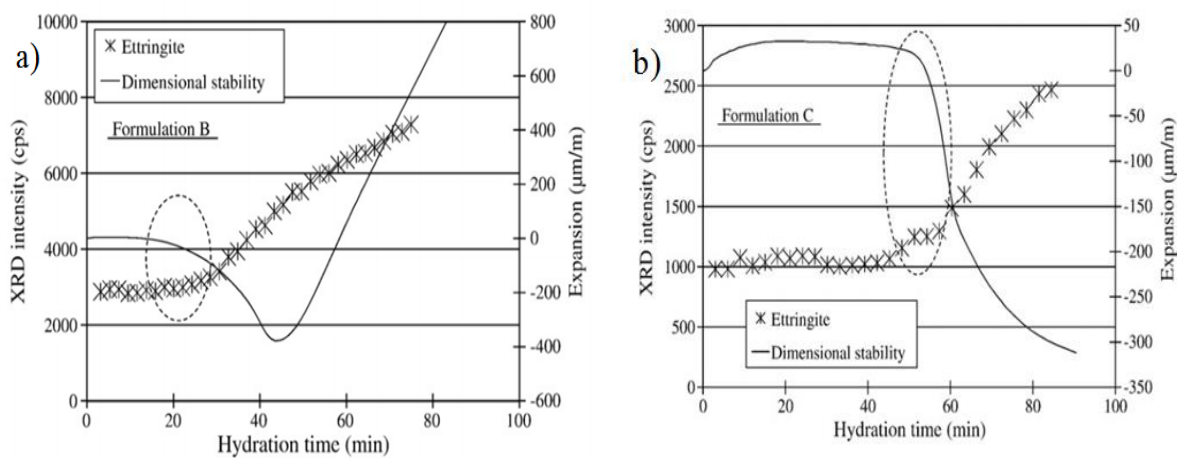 a)
Ettringite
Dimensional stability
Formulation B
10000
8000
6000
4000
2000
0
XRD intensity (cps)
800
600
400
200
0
-200
-400
-600
Expansion (µm/m)
0 20 40 60 80 100
Hydration time (min)
b)
Formulation C
Ettringite
Dimensional stability
3000
2500
2000
1500
1000
500
0
XRD intensity (cps)
50
0
-50
-100
-150
-200
-250
-300
-350
Expansion (µm/m)
0 20 40 60 80 100
Hydration time (min)